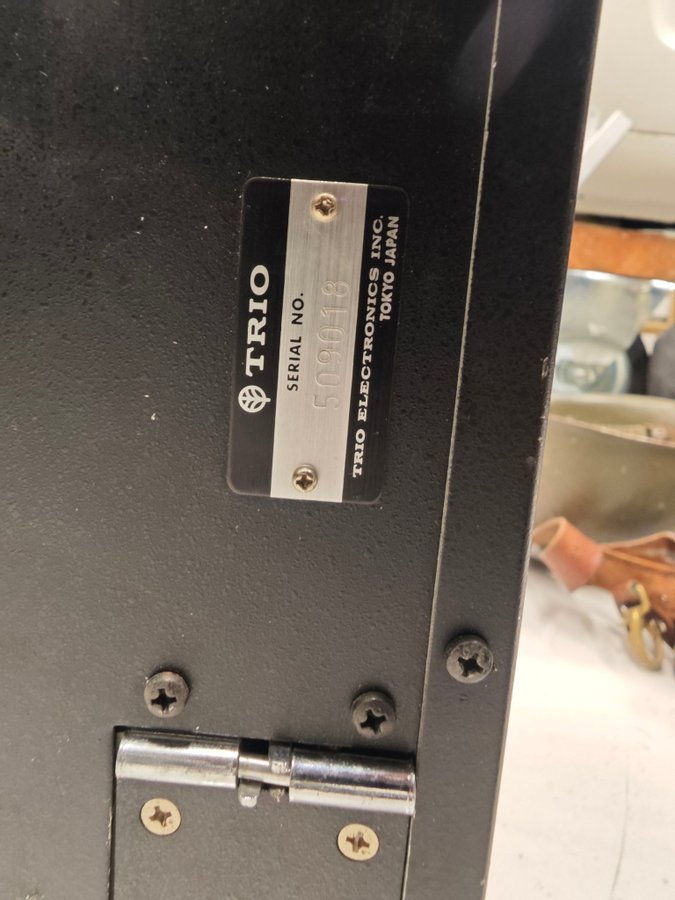 TRIO
SERIAL NO.
509018
TRIO ELECTRONICS INC.
TOKYO JAPAN